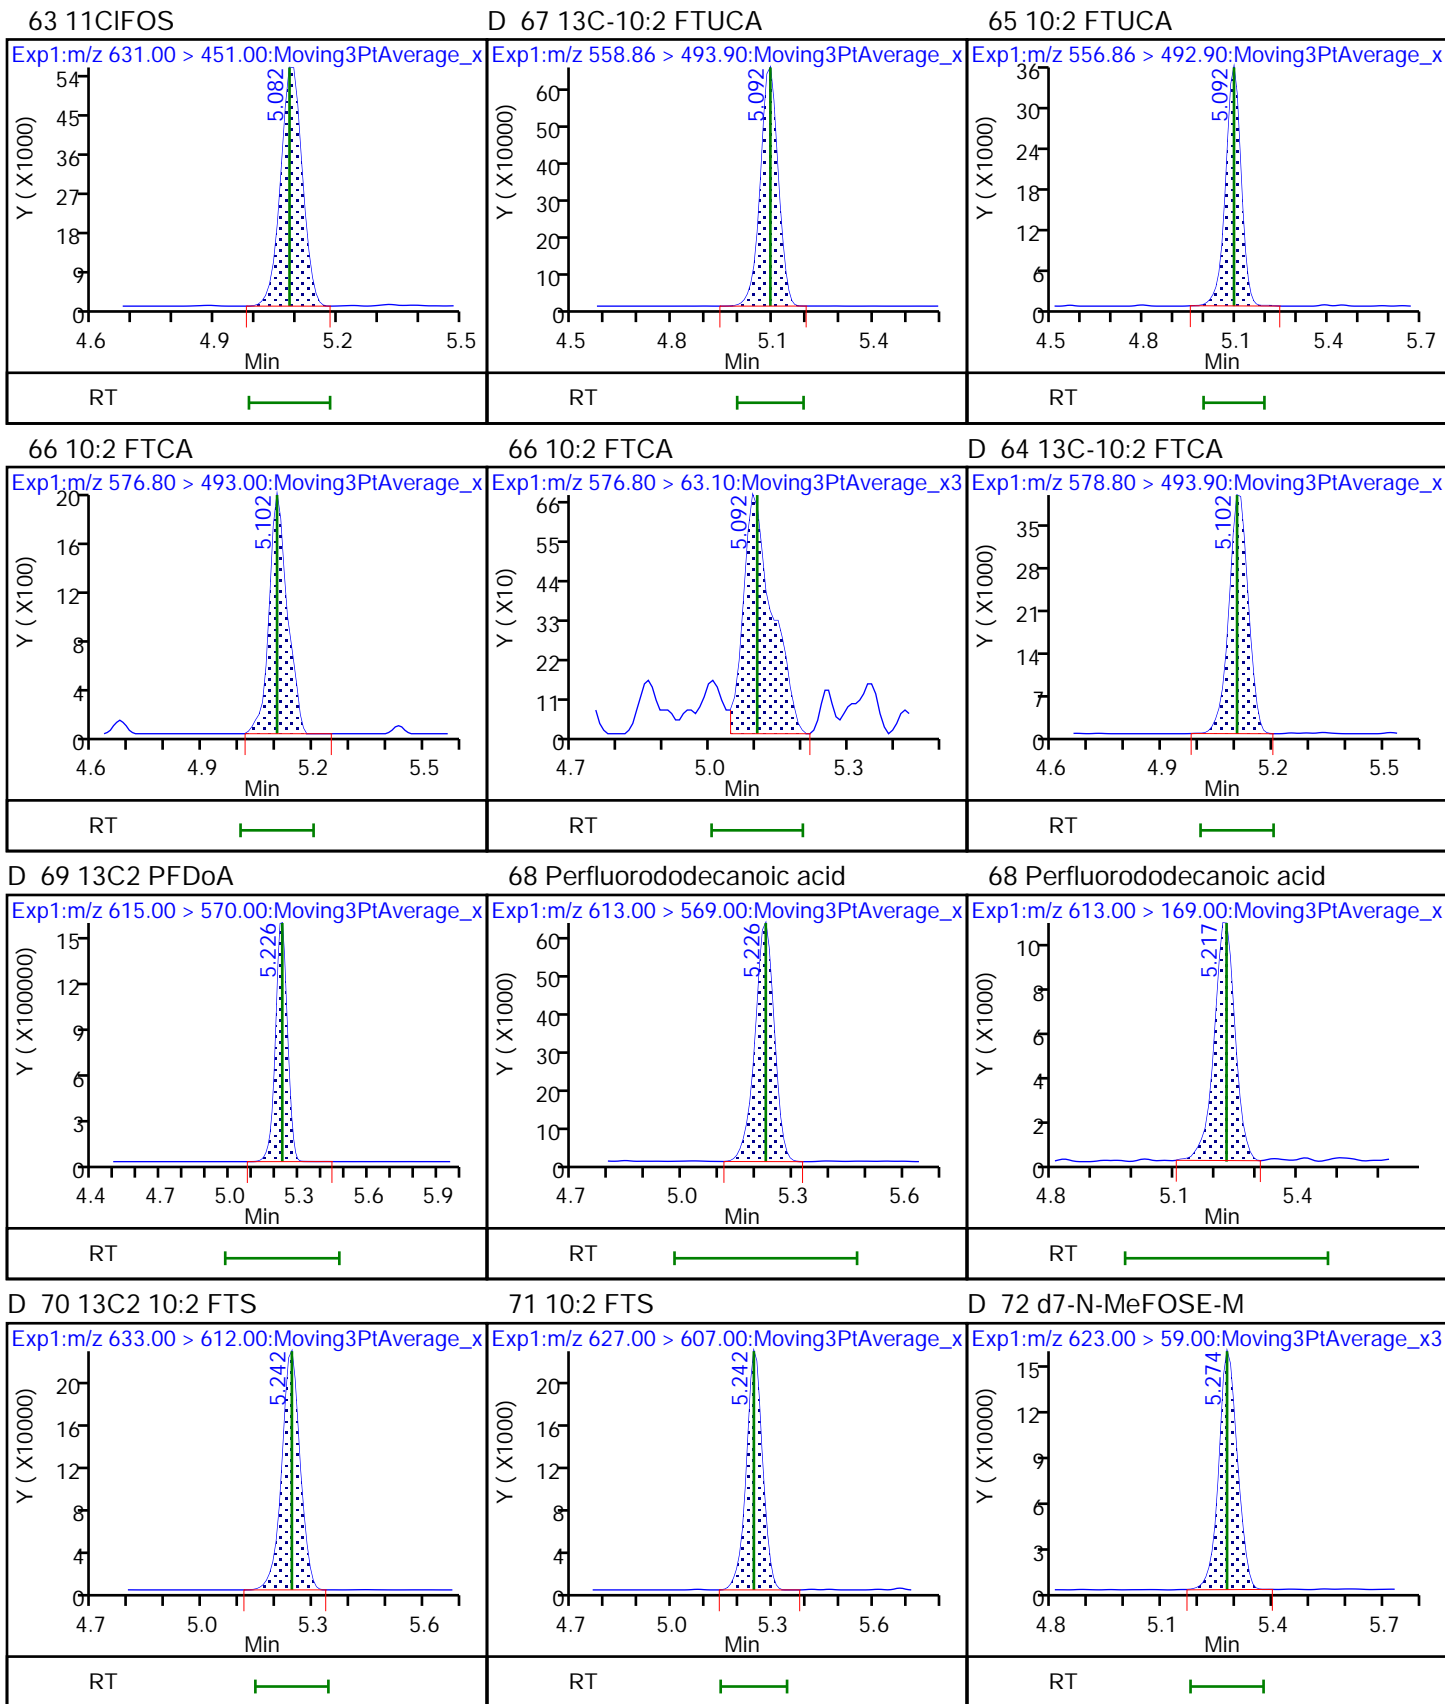 63 11ClFOS
Exp1:m/z 631.00 > 451.00:Moving3PtAverage_x
Y ( X1000)
54
45
36
27
18
9
0
5.082
4.6 4.9 5.2 5.5
Min
RT
D 67 13C-10:2 FTUCA
Exp1:m/z 558.86 > 493.90:Moving3PtAverage_x
Y ( X10000)
60
50
40
30
20
10
0
5.092
4.5 4.8 5.1 5.4
Min
RT
65 10:2 FTUCA
Exp1:m/z 556.86 > 492.90:Moving3PtAverage_x
Y ( X1000)
36
30
24
18
12
6
0
5.092
4.5 4.8 5.1 5.4 5.7
Min
RT
66 10:2 FTCA
Exp1:m/z 576.80 > 493.00:Moving3PtAverage_x
Y ( X100)
20
16
12
8
4
0
5.102
4.6 4.9 5.2 5.5
Min
RT
66 10:2 FTCA
Exp1:m/z 576.80 > 63.10:Moving3PtAverage_x3
Y ( X10)
66
55
44
33
22
11
0
5.092
4.7 5.0 5.3
Min
RT
D 64 13C-10:2 FTCA
Exp1:m/z 578.80 > 493.90:Moving3PtAverage_x
Y ( X1000)
35
28
21
14
7
0
5.102
4.6 4.9 5.2 5.5
Min
RT
D 69 13C2 PFDoA
Exp1:m/z 615.00 > 570.00:Moving3PtAverage_x
Y ( X100000)
15
12
9
6
3
0
5.226
4.4 4.7 5.0 5.3 5.6 5.9
Min
RT
68 Perfluorododecanoic acid
Exp1:m/z 613.00 > 569.00:Moving3PtAverage_x
Y ( X1000)
60
50
40
30
20
10
0
5.226
4.7 5.0 5.3 5.6
Min
RT
68 Perfluorododecanoic acid
Exp1:m/z 613.00 > 169.00:Moving3PtAverage_x
Y ( X1000)
10
8
6
4
2
0
5.217
4.8 5.1 5.4
Min
RT
D 70 13C2 10:2 FTS
Exp1:m/z 633.00 > 612.00:Moving3PtAverage_x
Y ( X10000)
20
16
12
8
4
0
5.242
4.7 5.0 5.3 5.6
Min
RT
71 10:2 FTS
Exp1:m/z 627.00 > 607.00:Moving3PtAverage_x
Y ( X1000)
20
16
12
8
4
0
5.242
4.7 5.0 5.3 5.6
Min
RT
D 72 d7-N-MeFOSE-M
Exp1:m/z 623.00 > 59.00:Moving3PtAverage_x3
Y ( X10000)
15
12
9
6
3
0
5.274
4.8 5.1 5.4 5.7
Min
RT